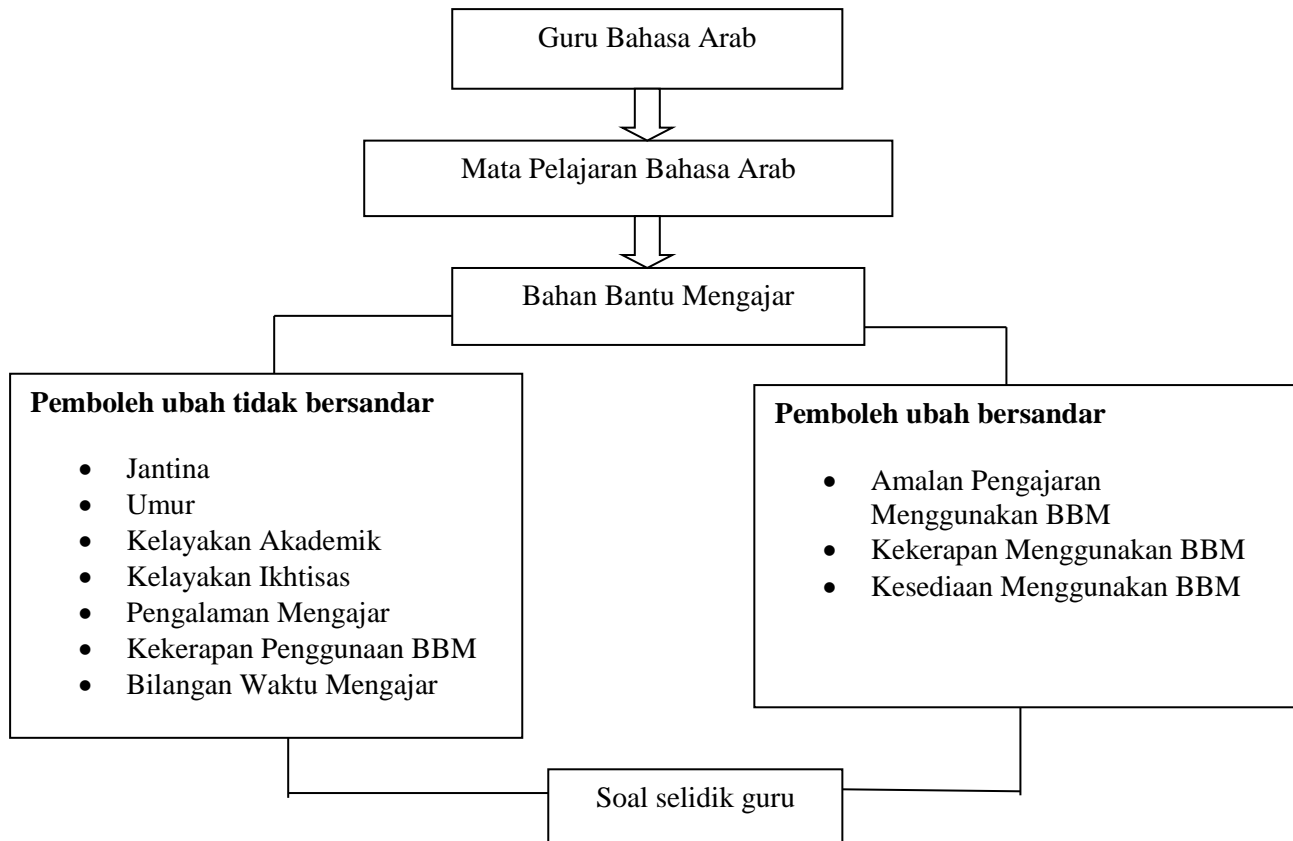 Guru Bahasa Arab
Mata Pelajaran Bahasa Arab
Bahan Bantu Mengajar
Pemboleh ubah tidak bersandar
• Jantina
• Umur
• Kelayakan Akademik
• Kelayakan Ikhtisas
• Pengalaman Mengajar
• Kekerapan Penggunaan BBM
• Bilangan Waktu Mengajar
Pemboleh ubah bersandar
• Amalan Pengajaran
Menggunakan BBM
• Kekerapan Menggunakan BBM
• Kesediaan Menggunakan BBM
Soal selidik guru